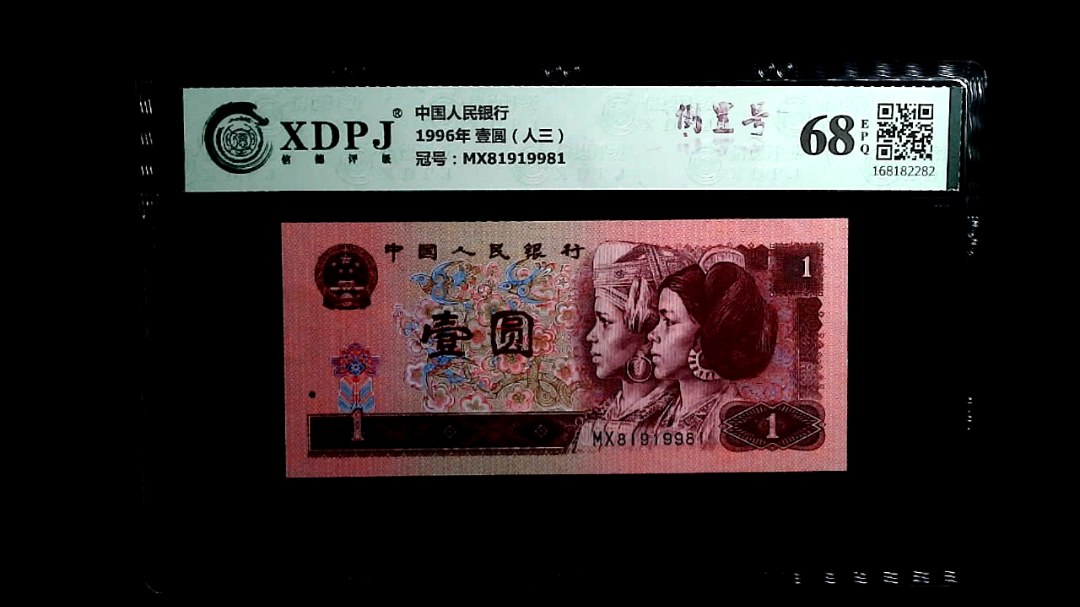 XDPJ®
信德评级
中国人民银行
1996年 壹圆（人三）
冠号：MX81919981
倒置号
68
EPQ
168182282
中国人民银行
1
壹圆
1
MX81919981
1